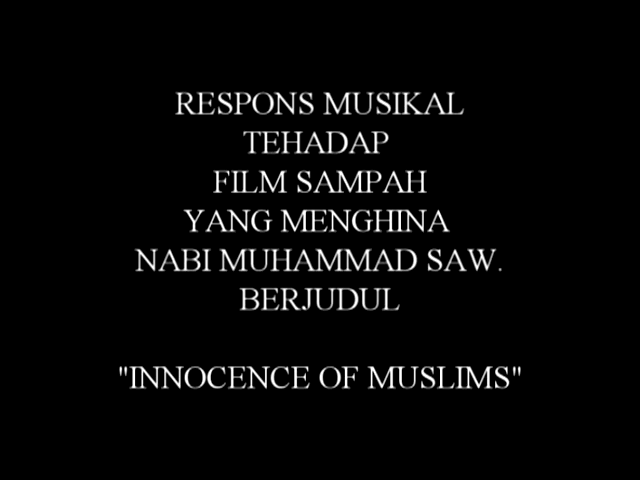 RESPONS MUSIKAL
TEHADAP
FILM SAMPAH
YANG MENGHINA
NABI MUHAMMAD SAW.
BERJUDUL
"INNOCENCE OF MUSLIMS"